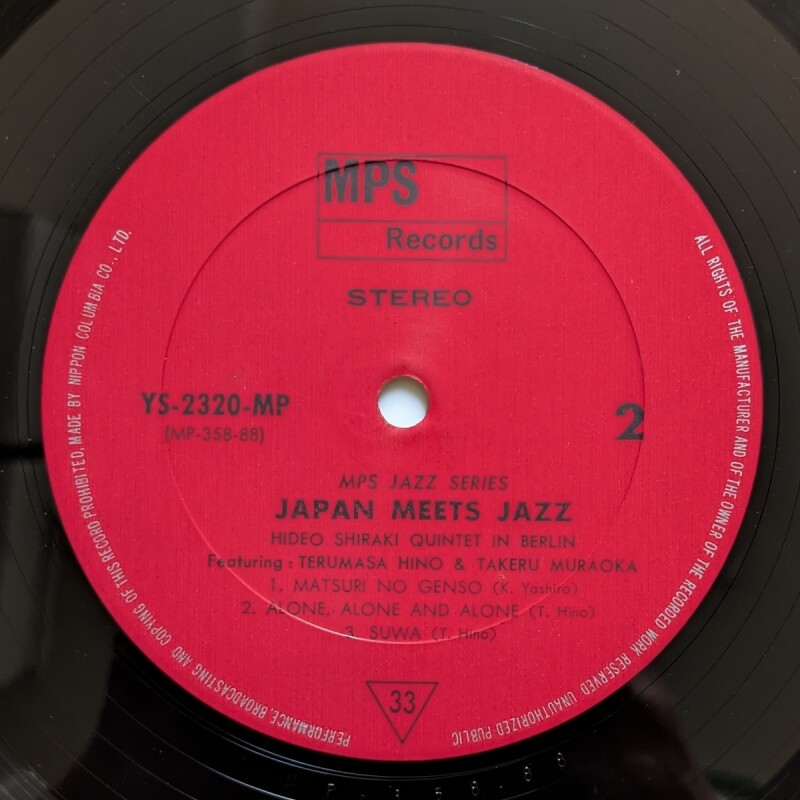 MPS
Records
STEREO
YS-2320-MP
(MP-358-88)
2
MPS JAZZ SERIES
JAPAN MEETS JAZZ
HIDEO SHIRAKI QUINTET IN BERLIN
Featuring : TERUMASA HINO & TAKERU MURAOKA
1. MATSURI NO GENSO (K. Yashiro)
2. ALONE, ALONE AND ALONE (T. Hino)
3. SUWA (T. Hino)
33
ALL RIGHTS OF THE MANUFACTURER AND OF THE OWNER OF THE RECORDED WORK RESERVED UNAUTHORIZED PUBLIC
PERFORMANCE, BROADCASTING AND COPYING OF THIS RECORD PROHIBITED. MADE BY NIPPON COLUMBIA CO., LTD.